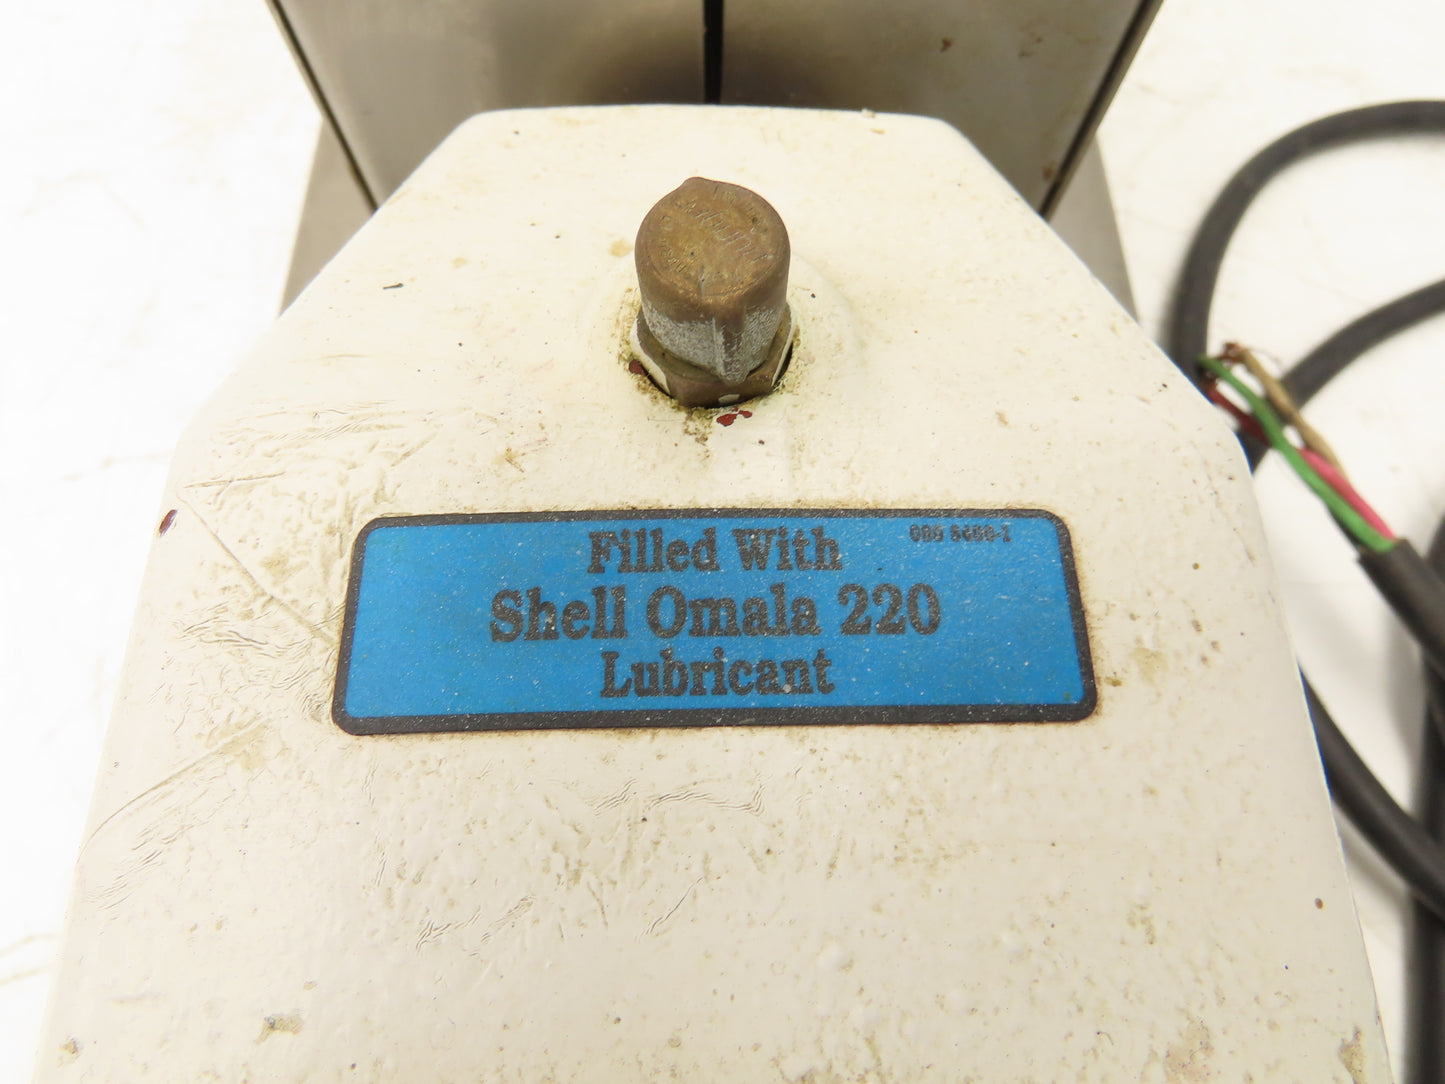 Filled With
Shell Omala 220
Lubricant